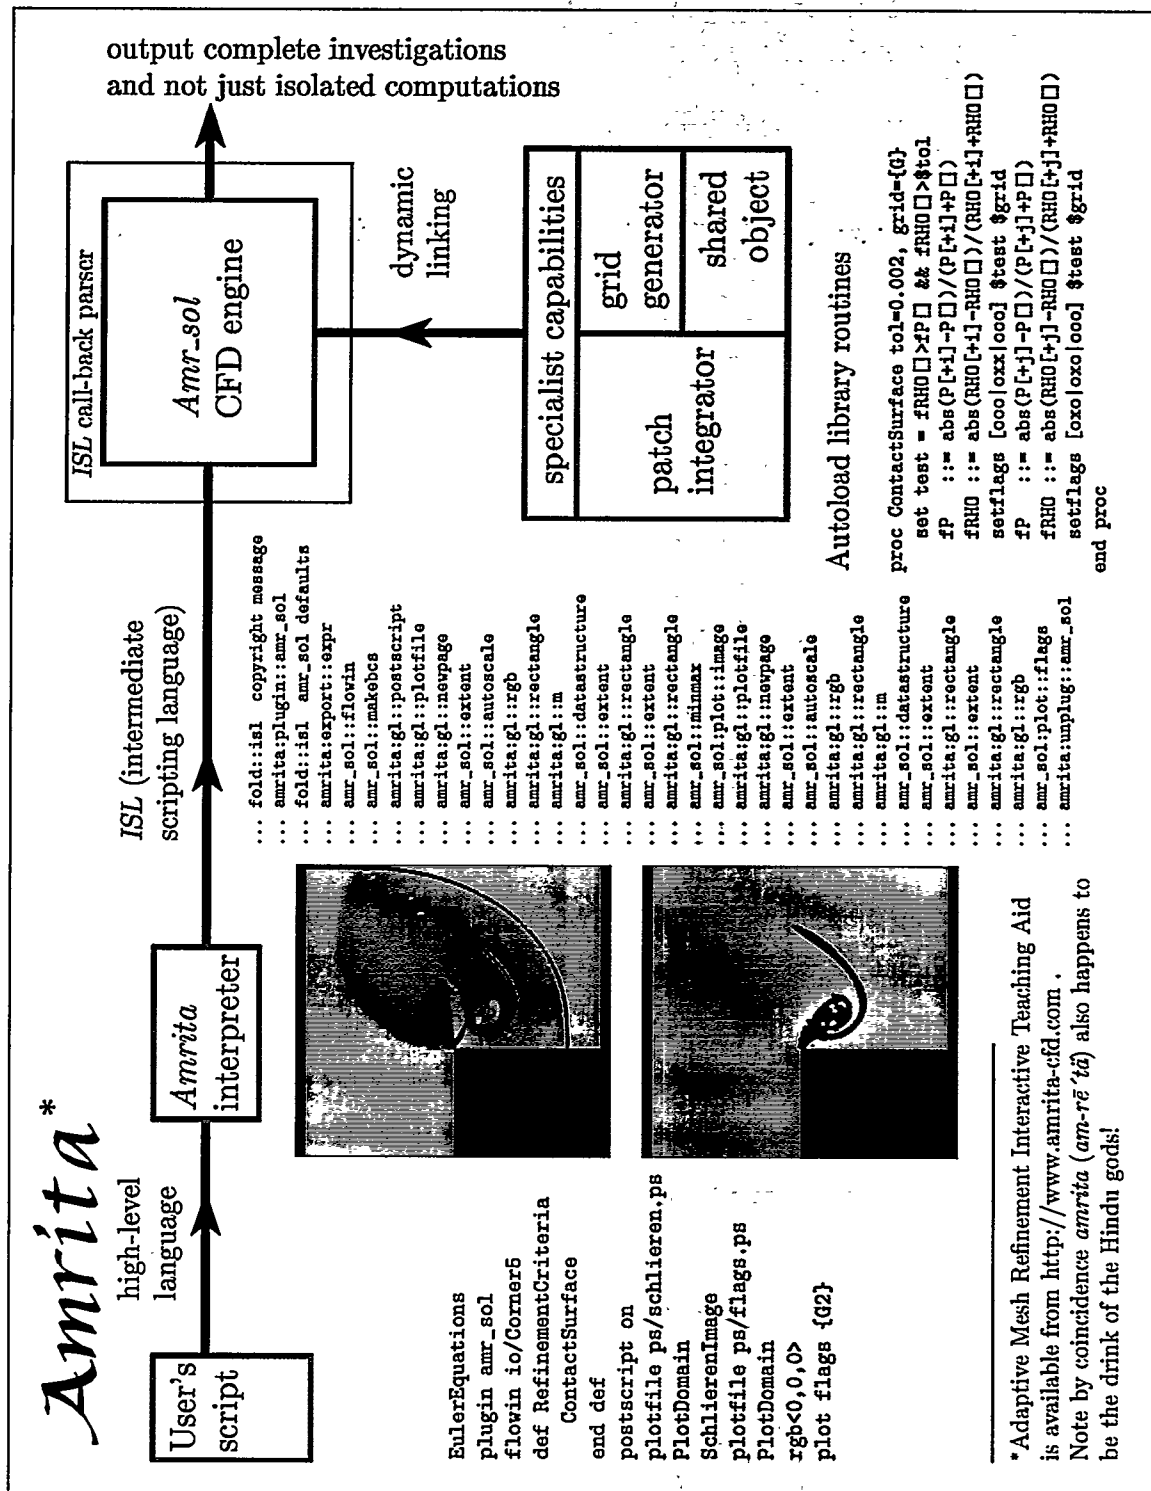 Amrita*
User's
script
high-level
language
Amrita
interpreter
ISL (intermediate
scripting language)
ISL call-back parser
Amr_sol
CFD engine
output complete investigations
and not just isolated computations
dynamic
linking
specialist capabilities
patch
integrator
grid
generator
shared
object
EulerEquations
plugin amr_sol
flowin io/Corner5
def RefinementCriteria
ContactSurface
end def
postscript on
plotfile ps/schlieren.ps
PlotDomain
SchlierenImage
plotfile ps/flags.ps
PlotDomain
rgb<0,0,0>
plot flags {G2}
... fold::isl copyright message
... amrita:plugin::amr_sol
... fold::isl amr_sol defaults
... amrita:export::expr
... amr_sol::flowin
... amr_sol::makebcs
... amrita:gl::postscript
... amrita:gl::plotfile
... amrita:gl::newpage
... amr_sol::extent
... amr_sol::autoscale
... amrita:gl::rgb
... amrita:gl::rectangle
... amrita:gl::m
... amr_sol::datastructure
... amr_sol::extent
... amrita:gl::rectangle
... amr_sol::extent
... amrita:gl::rectangle
... amr_sol::minmax
... amr_sol:plot::image
... amrita:gl::plotfile
... amrita:gl::newpage
... amr_sol::extent
... amr_sol::autoscale
... amrita:gl::rgb
... amrita:gl::rectangle
... amrita:gl::m
... amr_sol::datastructure
... amr_sol::extent
... amrita:gl::rectangle
... amr_sol::extent
... amrita:gl::rectangle
... amrita:gl::rgb
... amr_sol:plot::flags
... amrita:unplug::amr_sol
Autoload library routines
proc ContactSurface tol=0.002, grid={G}
set test = fRHO[]>fP[] && fRHO[]>$tol
fP ::= abs(P[+i]-P[])/(P[+i]+P[])
fRHO ::= abs(RHO[+i]-RHO[])/(RHO[+i]+RHO[])
setflags [ooo|oxx|ooo] $test $grid
fP ::= abs(P[+j]-P[])/(P[+j]+P[])
fRHO ::= abs(RHO[+j]-RHO[])/(RHO[+j]+RHO[])
setflags [oxo|oxo|ooo] $test $grid
end proc
*Adaptive Mesh Refinement Interactive Teaching Aid
is available from http://www.amrita-cfd.com .
Note by coincidence amrita (am-rē´tä) also happens to
be the drink of the Hindu gods!